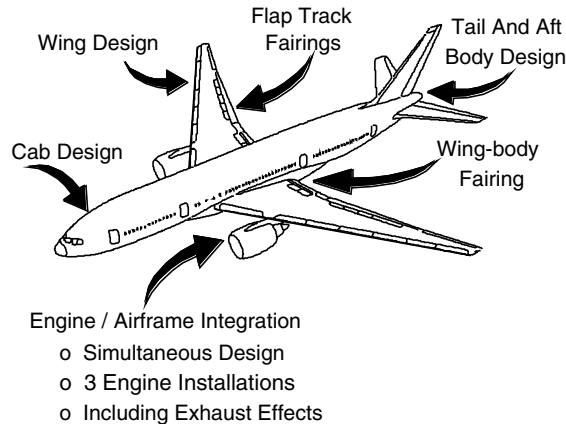 Flap Track
Fairings
Wing Design
Tail And Aft
Body Design
Cab Design
Wing-body
Fairing
Engine / Airframe Integration
o Simultaneous Design
o 3 Engine Installations
o Including Exhaust Effects